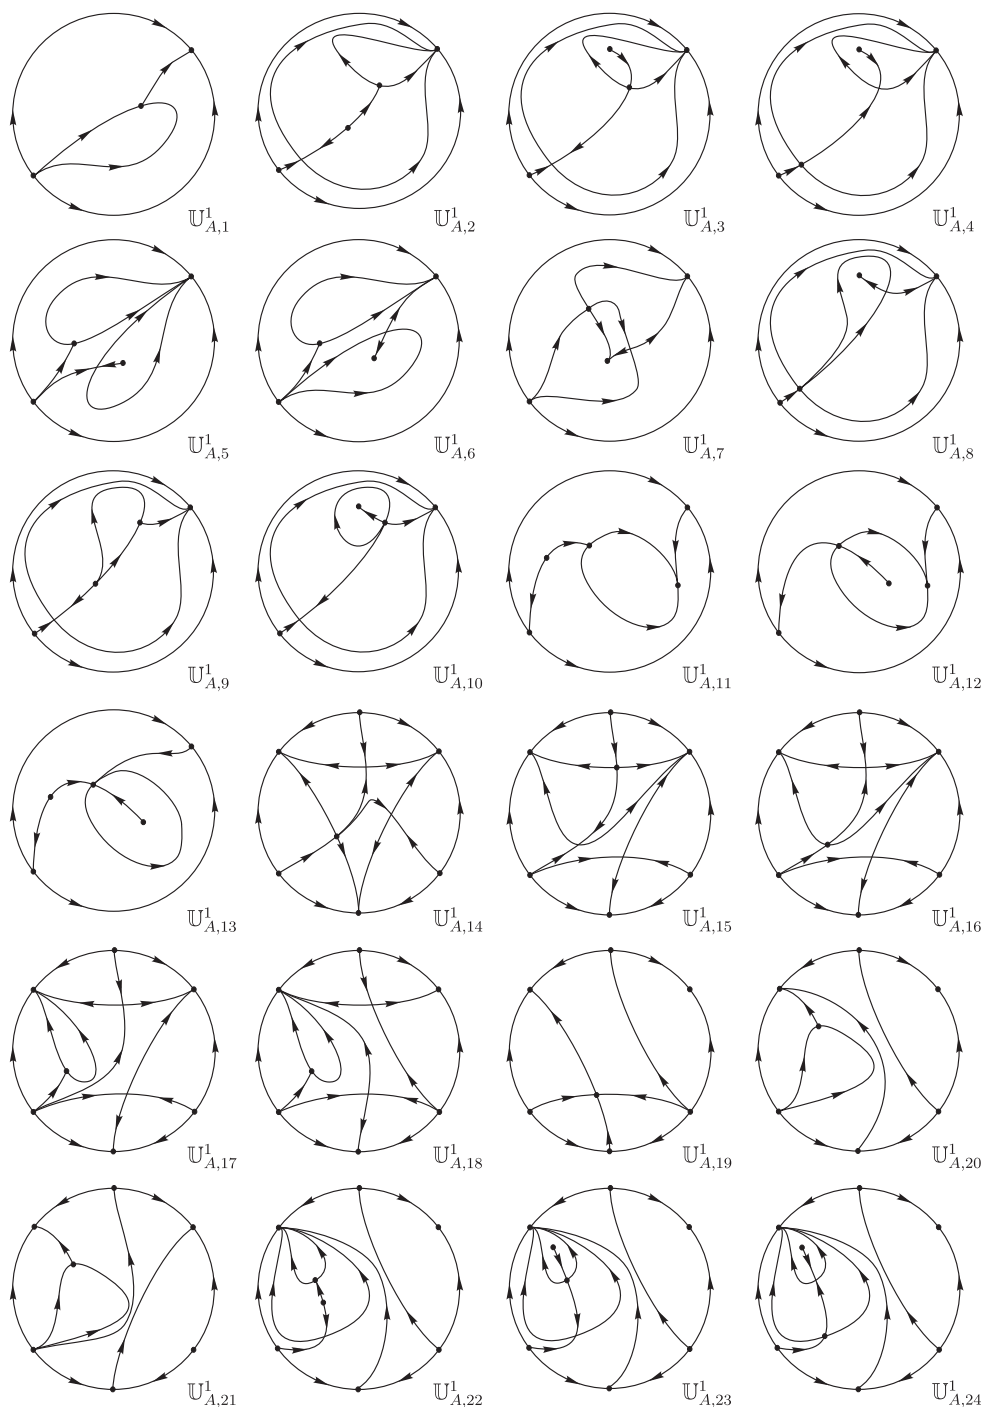 𝕌¹_{A,1} 𝕌¹_{A,2} 𝕌¹_{A,3} 𝕌¹_{A,4}
𝕌¹_{A,5} 𝕌¹_{A,6} 𝕌¹_{A,7} 𝕌¹_{A,8}
𝕌¹_{A,9} 𝕌¹_{A,10} 𝕌¹_{A,11} 𝕌¹_{A,12}
𝕌¹_{A,13} 𝕌¹_{A,14} 𝕌¹_{A,15} 𝕌¹_{A,16}
𝕌¹_{A,17} 𝕌¹_{A,18} 𝕌¹_{A,19} 𝕌¹_{A,20}
𝕌¹_{A,21} 𝕌¹_{A,22} 𝕌¹_{A,23} 𝕌¹_{A,24}